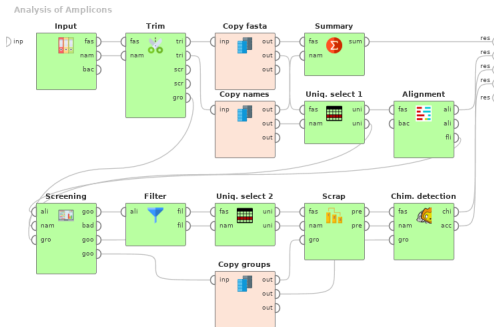 Analysis of Amplicons
Input
Trim
Copy fasta
Summary
inp
fas
nam
bac
fas
nam
tri
tri
scr
scr
gro
inp
out
out
out
fas
nam
sum
res
res
res
res
res
Copy names
Uniq. select 1
Alignment
inp
out
out
out
fas
nam
uni
uni
fas
bac
ali
ali
fli
Screening
Filter
Uniq. select 2
Scrap
Chim. detection
ali
nam
gro
goo
bad
goo
goo
ali
fil
fil
fas
nam
uni
uni
fas
nam
gro
pre
pre
fas
nam
gro
chi
acc
Copy groups
inp
out
out
out